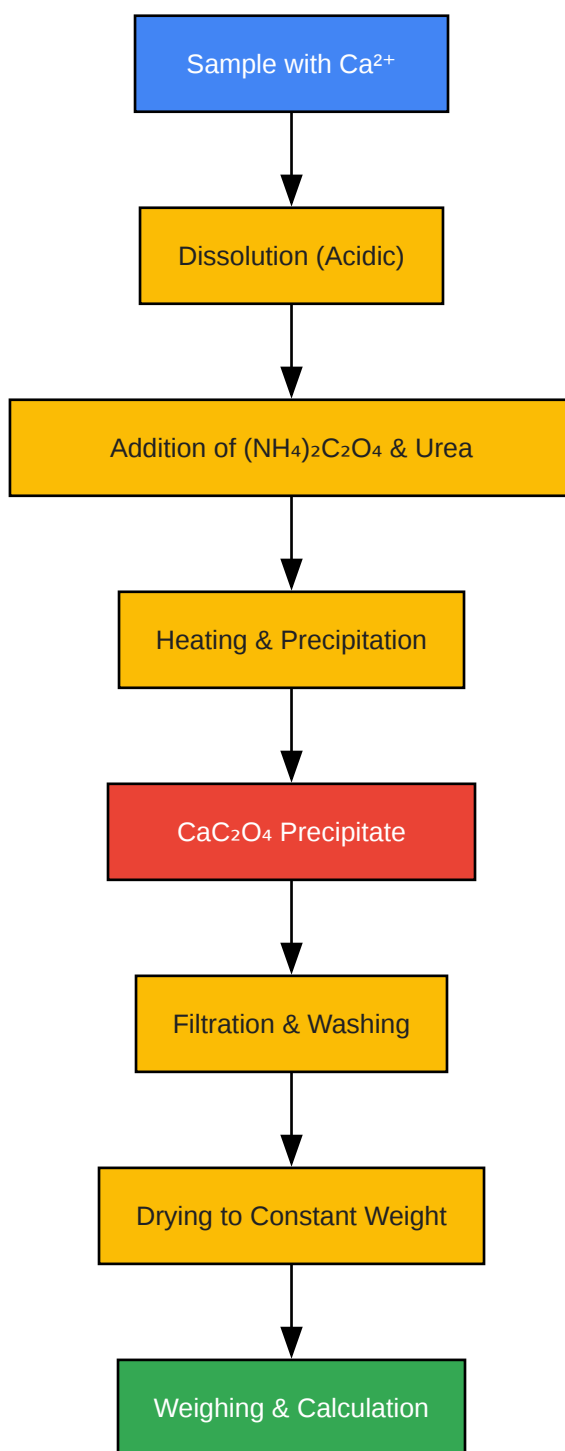 Sample with Ca²⁺
Dissolution (Acidic)
Addition of (NH₄)₂C₂O₄ & Urea
Heating & Precipitation
CaC₂O₄ Precipitate
Filtration & Washing
Drying to Constant Weight
Weighing & Calculation